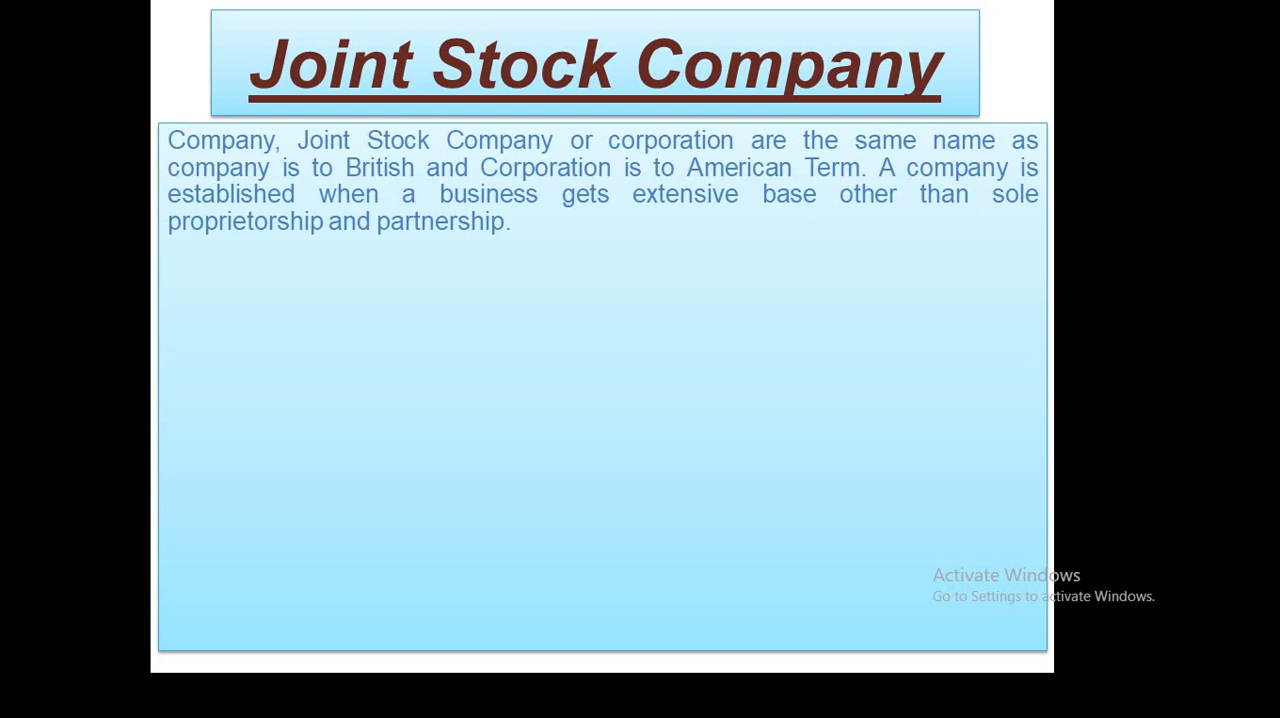 Joint Stock Company
Company, Joint Stock Company or corporation are the same name as
company is to British and Corporation is to American Term. A company is
established when a business gets extensive base other than sole
proprietorship and partnership.
Activate Windows
Go to Settings to activate Windows.